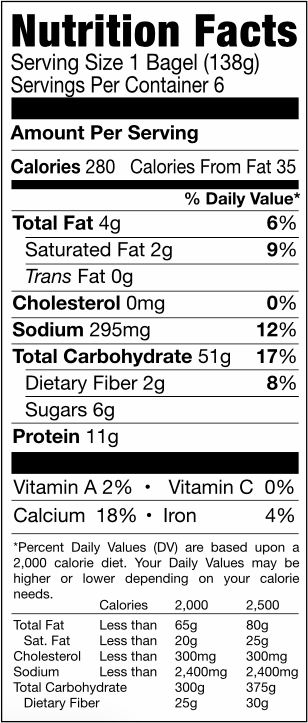 Nutrition Facts
Serving Size 1 Bagel (138g)
Servings Per Container 6
Amount Per Serving
Calories 280 Calories From Fat 35
% Daily Value*
Total Fat 4g 6%
Saturated Fat 2g 9%
Trans Fat 0g
Cholesterol 0mg 0%
Sodium 295mg 12%
Total Carbohydrate 51g 17%
Dietary Fiber 2g 8%
Sugars 6g
Protein 11g
Vitamin A 2% • Vitamin C 0%
Calcium 18% • Iron 4%
*Percent Daily Values (DV) are based upon a
2,000 calorie diet. Your Daily Values may be
higher or lower depending on your calorie
needs.
Calories 2,000 2,500
Total Fat Less than 65g 80g
Sat. Fat Less than 20g 25g
Cholesterol Less than 300mg 300mg
Sodium Less than 2,400mg 2,400mg
Total Carbohydrate 300g 375g
Dietary Fiber 25g 30g